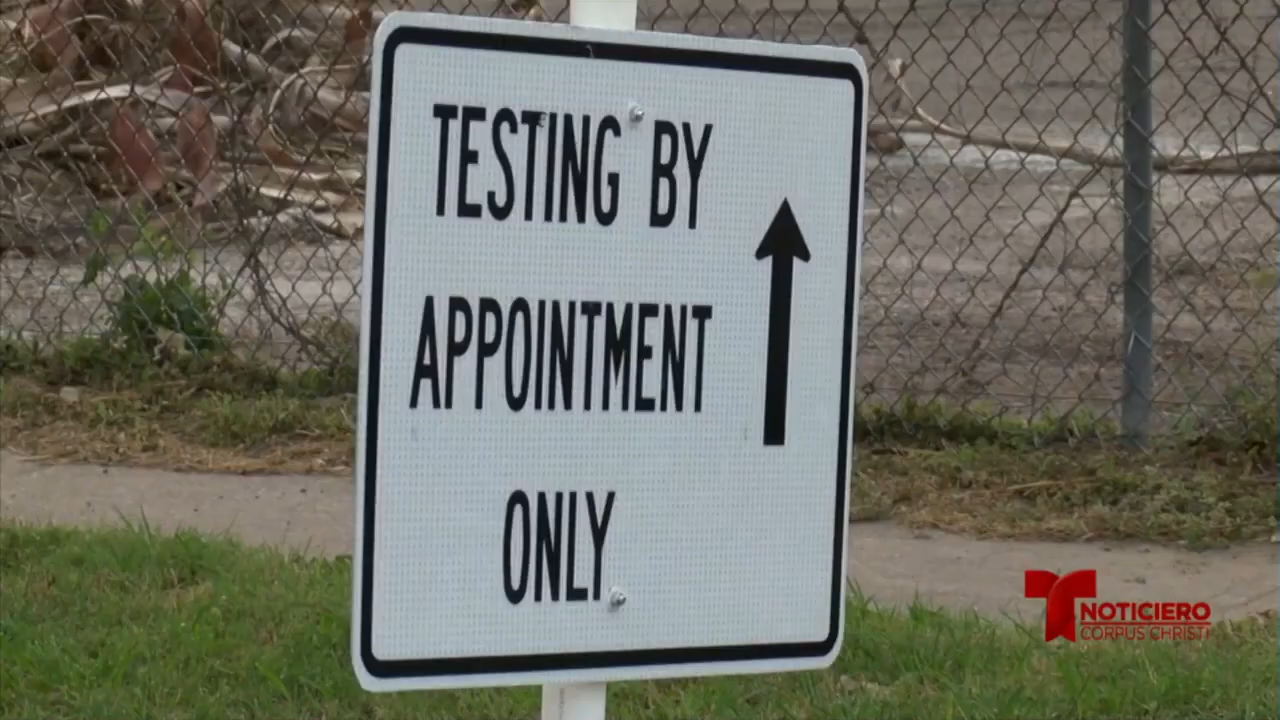 TESTING BY
APPOINTMENT
ONLY
NOTICIERO
CORPUS CHRISTI